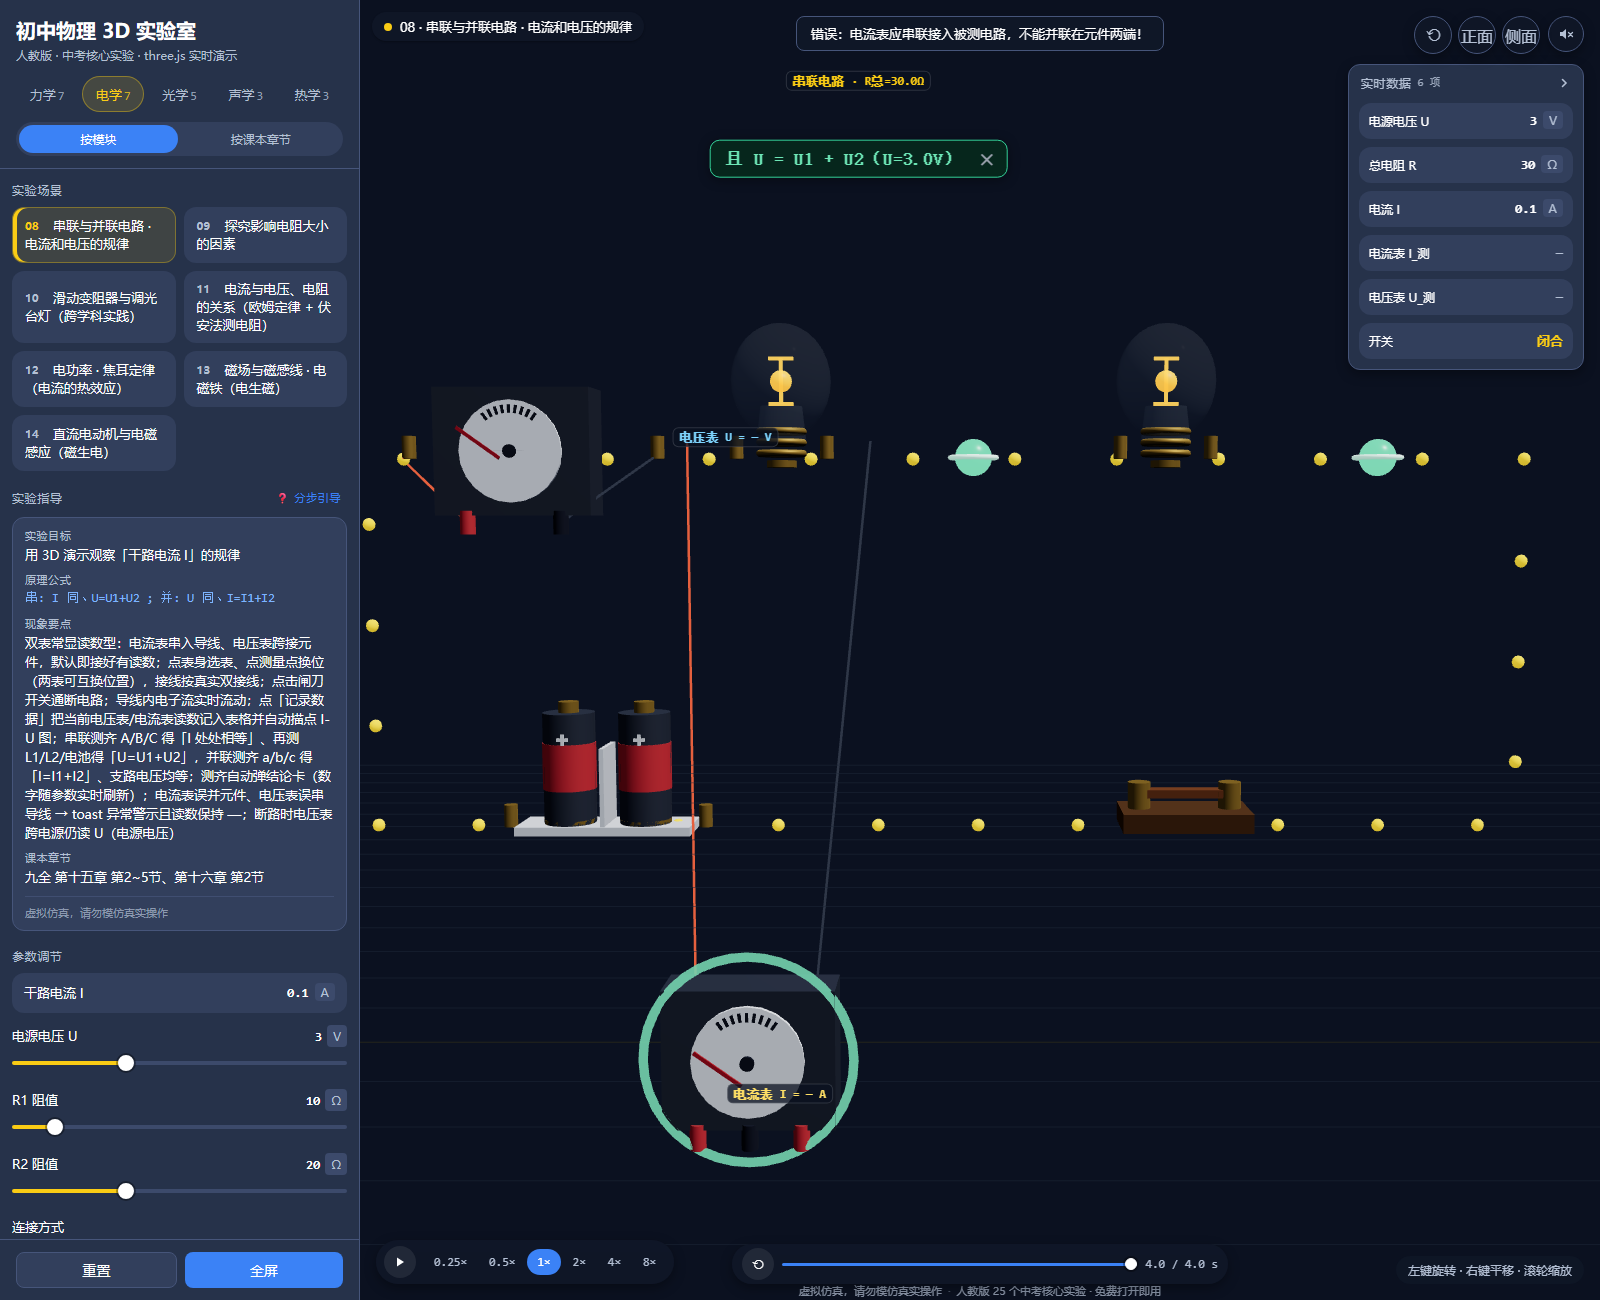 初中物理 3D 实验室
人教版 · 中考核心实验 · three.js 实时演示
力学7 电学7 光学5 声学3 热学3
按模块 按课本章节
实验场景
08 串联与并联电路 · 电流和电压的规律
09 探究影响电阻大小的因素
10 滑动变阻器与调光台灯（跨学科实践）
11 电流与电压、电阻的关系（欧姆定律 + 伏安法测电阻）
12 电功率 · 焦耳定律（电流的热效应）
13 磁场与磁感线 · 电磁铁（电生磁）
14 直流电动机与电磁感应（磁生电）
实验指导 ❓ 分步引导
实验目标
用 3D 演示观察「干路电流 I」的规律
原理公式
串: I 同、U=U1+U2 ; 并: U 同、I=I1+I2
现象要点
双表常显读数型：电流表串入导线、电压表跨接元
件，默认即接好有读数；点表身选表、点测量点换位
（两表可互换位置），接线按真实双接线；点击闸刀
开关通断电路；导线内电子流实时流动；点「记录数
据」把当前电压表/电流表读数记入表格并自动描点 I-
U 图；串联测齐 A/B/C 得「I 处处相等」、再测
L1/L2/电池得「U=U1+U2」，并联测齐 a/b/c 得
「I=I1+I2」、支路电压均等；测齐自动弹结论卡（数
字随参数实时刷新）；电流表误并元件、电压表误串
导线 → toast 异常警示且读数保持 —；断路时电压表
跨电源仍读 U（电源电压）
课本章节
九全 第十五章 第2~5节、第十六章 第2节
虚拟仿真，请勿模仿真实操作
参数调节
干路电流 I 0.1 A
电源电压 U 3 V
R1 阻值 10 Ω
R2 阻值 20 Ω
连接方式
重置 全屏
08 · 串联与并联电路 · 电流和电压的规律
错误：电流表应串联接入被测电路，不能并联在元件两端！
串联电路 · R总=30.0Ω
且 U = U1 + U2（U=3.0V） ×
正面 侧面
实时数据 6 项
电源电压 U 3 V
总电阻 R 30 Ω
电流 I 0.1 A
电流表 I_测 —
电压表 U_测 —
开关 闭合
电压表 U = — V
电流表 I = — A
0.25× 0.5× 1× 2× 4× 8×
4.0 / 4.0 s
左键旋转 · 右键平移 · 滚轮缩放
虚拟仿真，请勿模仿真实操作 · 人教版 25 个中考核心实验 · 免费打开即用